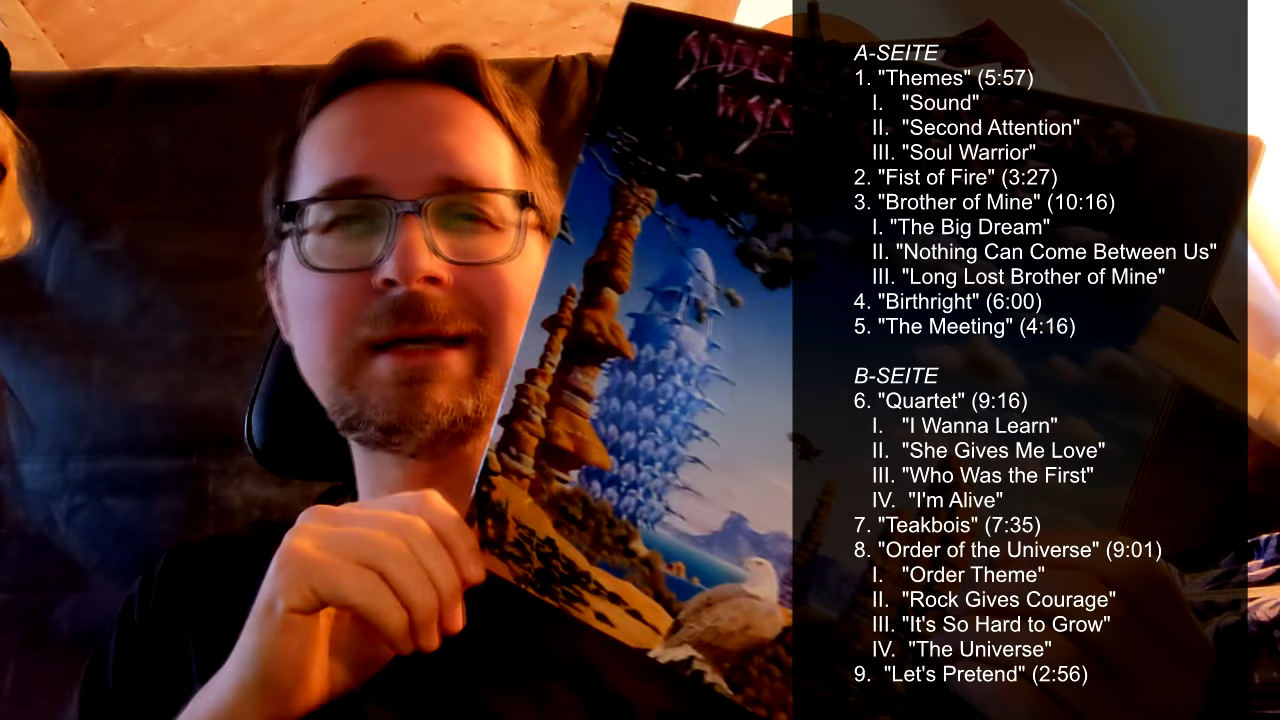 A-SEITE
1. "Themes" (5:57)
I. "Sound"
II. "Second Attention"
III. "Soul Warrior"
2. "Fist of Fire" (3:27)
3. "Brother of Mine" (10:16)
I. "The Big Dream"
II. "Nothing Can Come Between Us"
III. "Long Lost Brother of Mine"
4. "Birthright" (6:00)
5. "The Meeting" (4:16)
B-SEITE
6. "Quartet" (9:16)
I. "I Wanna Learn"
II. "She Gives Me Love"
III. "Who Was the First"
IV. "I'm Alive"
7. "Teakbois" (7:35)
8. "Order of the Universe" (9:01)
I. "Order Theme"
II. "Rock Gives Courage"
III. "It's So Hard to Grow"
IV. "The Universe"
9. "Let's Pretend" (2:56)